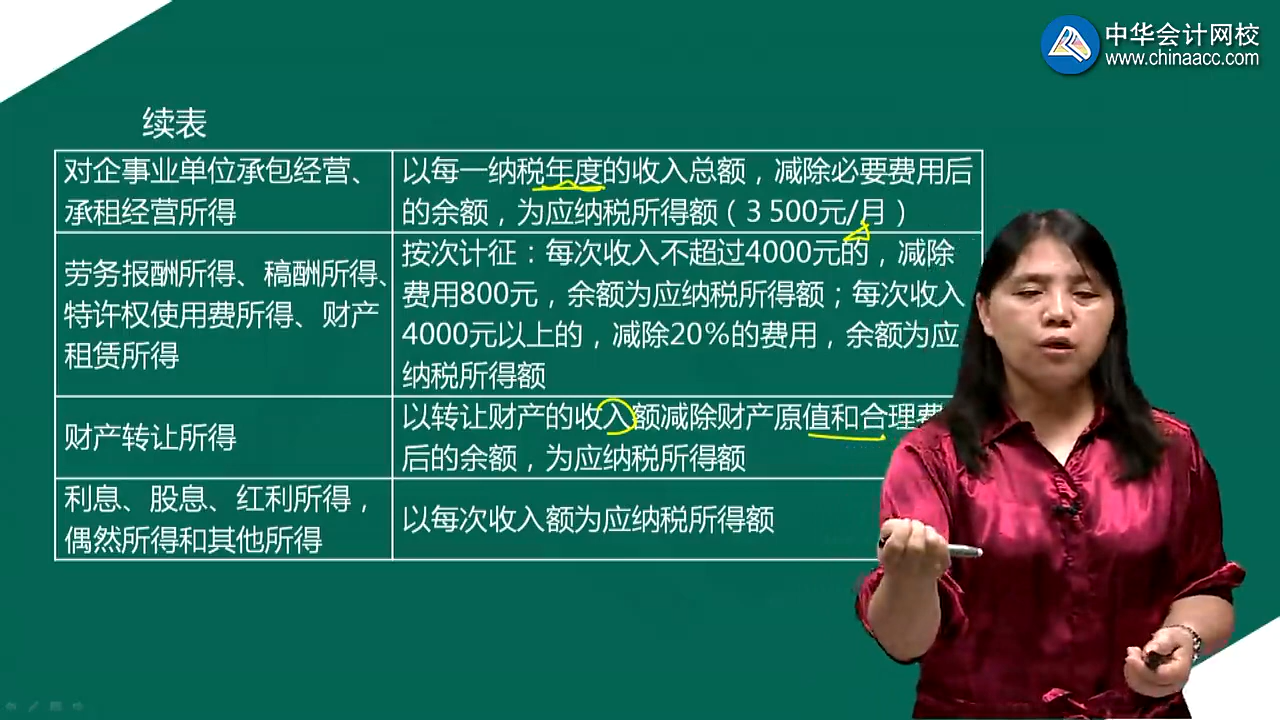 中华会计网校
www.chinaacc.com
续表
对企事业单位承包经营、
承租经营所得
以每一纳税年度的收入总额，减除必要费用后
的余额，为应纳税所得额（3 500元/月）
劳务报酬所得、稿酬所得、
特许权使用费所得、财产
租赁所得
按次计征：每次收入不超过4000元的，减除
费用800元，余额为应纳税所得额；每次收入
4000元以上的，减除20%的费用，余额为应
纳税所得额
财产转让所得
以转让财产的收入额减除财产原值和合理费
后的余额，为应纳税所得额
利息、股息、红利所得，
偶然所得和其他所得
以每次收入额为应纳税所得额